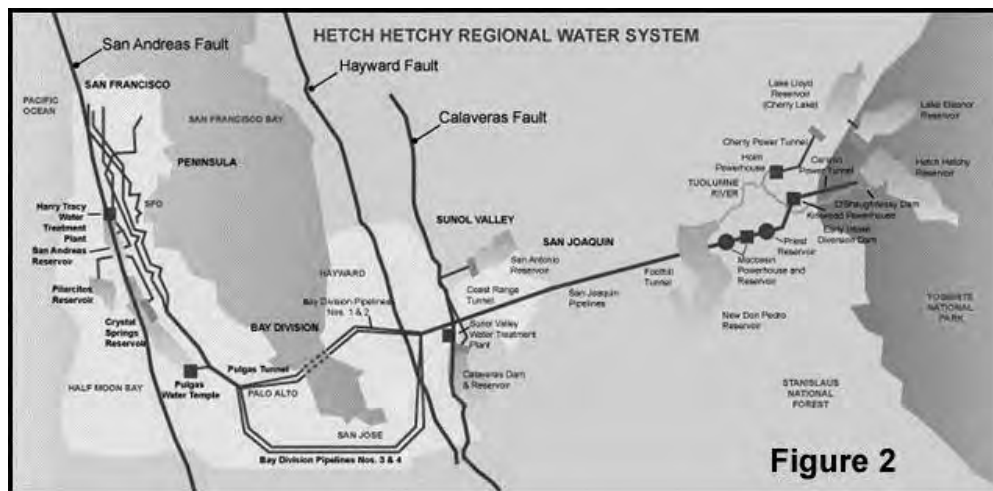 HETCH HETCHY REGIONAL WATER SYSTEM
San Andreas Fault
Hayward Fault
Calaveras Fault
SAN FRANCISCO
PACIFIC
OCEAN
SAN FRANCISCO BAY
PENINSULA
SFO
Harry Tracy
Water
Treatment
Plant
San Andreas
Reservoir
Pilarcitos
Reservoir
Crystal
Springs
Reservoir
HALF MOON BAY
Pulgas
Water Temple
Pulgas Tunnel
PALO ALTO
BAY DIVISION
Bay Division Pipelines
Nos. 1 & 2
HAYWARD
SAN JOSE
Bay Division Pipelines Nos. 3 & 4
SUNOL VALLEY
San Antonio
Reservoir
Coast Range
Tunnel
Sunol Valley
Water Treatment
Plant
Calaveras Dam
& Reservoir
SAN JOAQUIN
San Joaquin
Pipelines
Foothill
Tunnel
New Don Pedro
Reservoir
Moccasin
Powerhouse and
Reservoir
Priest
Reservoir
TUOLUMNE
RIVER
Lake Lloyd
Reservoir
(Cherry Lake)
Cherry Power Tunnel
Holm
Powerhouse
Canyon
Power Tunnel
Lake Eleanor
Reservoir
Hetch Hetchy
Reservoir
O'Shaughnessy Dam
Kirkwood Powerhouse
Early Intake
Diversion Dam
YOSEMITE
NATIONAL
PARK
STANISLAUS
NATIONAL
FOREST
Figure 2